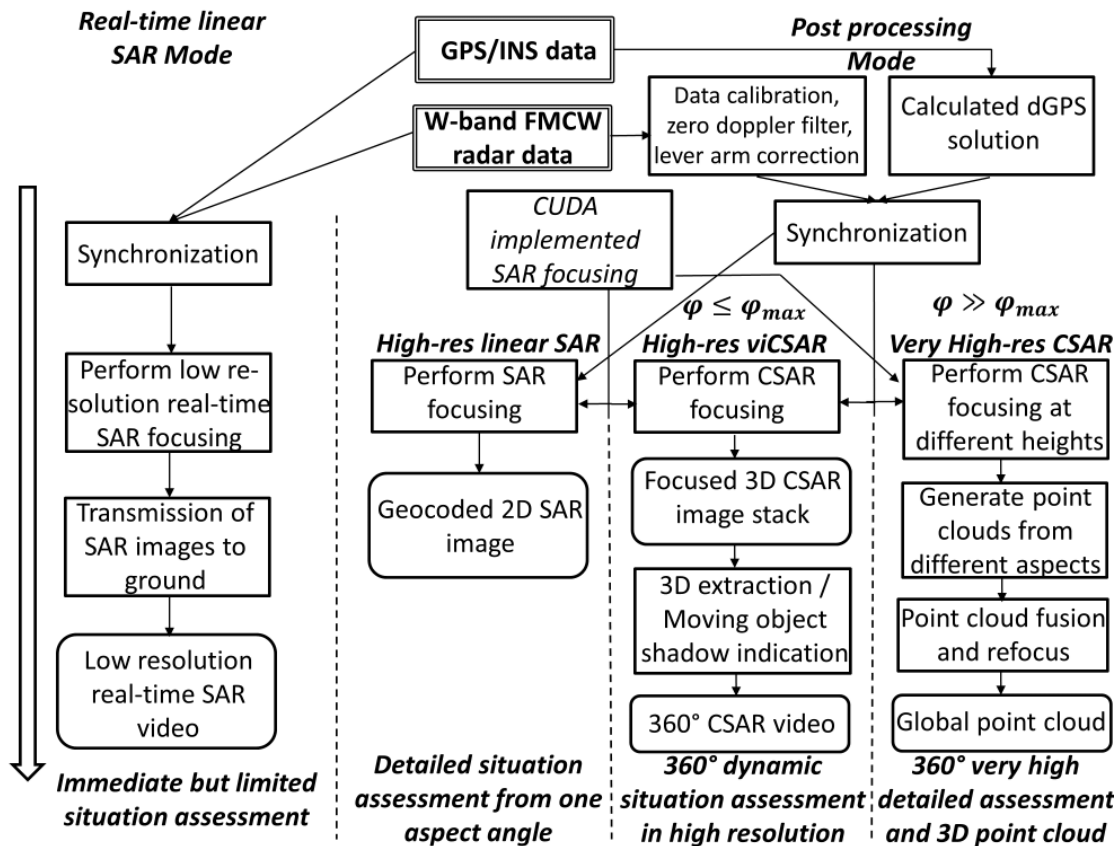 Real-time linear
SAR Mode
GPS/INS data
Post processing
Mode
W-band FMCW
radar data
Data calibration,
zero doppler filter,
lever arm correction
Calculated dGPS
solution
Synchronization
CUDA
implemented
SAR focusing
Synchronization
φ ≤ φmax
φ ≫ φmax
Perform low re-
solution real-time
SAR focusing
Transmission of
SAR images to
ground
Low resolution
real-time SAR
video
Immediate but limited
situation assessment
High-res linear SAR
Perform SAR
focusing
Geocoded 2D SAR
image
Detailed situation
assessment from one
aspect angle
High-res viCSAR
Perform CSAR
focusing
Focused 3D CSAR
image stack
3D extraction /
Moving object
shadow indication
360° CSAR video
360° dynamic
situation assessment
in high resolution
Very High-res CSAR
Perform CSAR
focusing at
different heights
Generate point
clouds from
different aspects
Point cloud fusion
and refocus
Global point cloud
360° very high
detailed assessment
and 3D point cloud